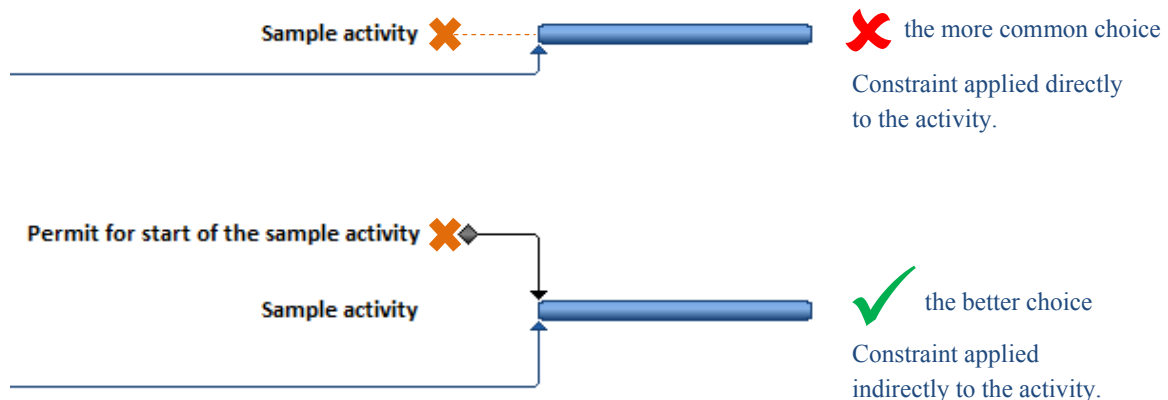 Sample activity
the more common choice
Constraint applied directly
to the activity.
Permit for start of the sample activity
Sample activity
the better choice
Constraint applied
indirectly to the activity.